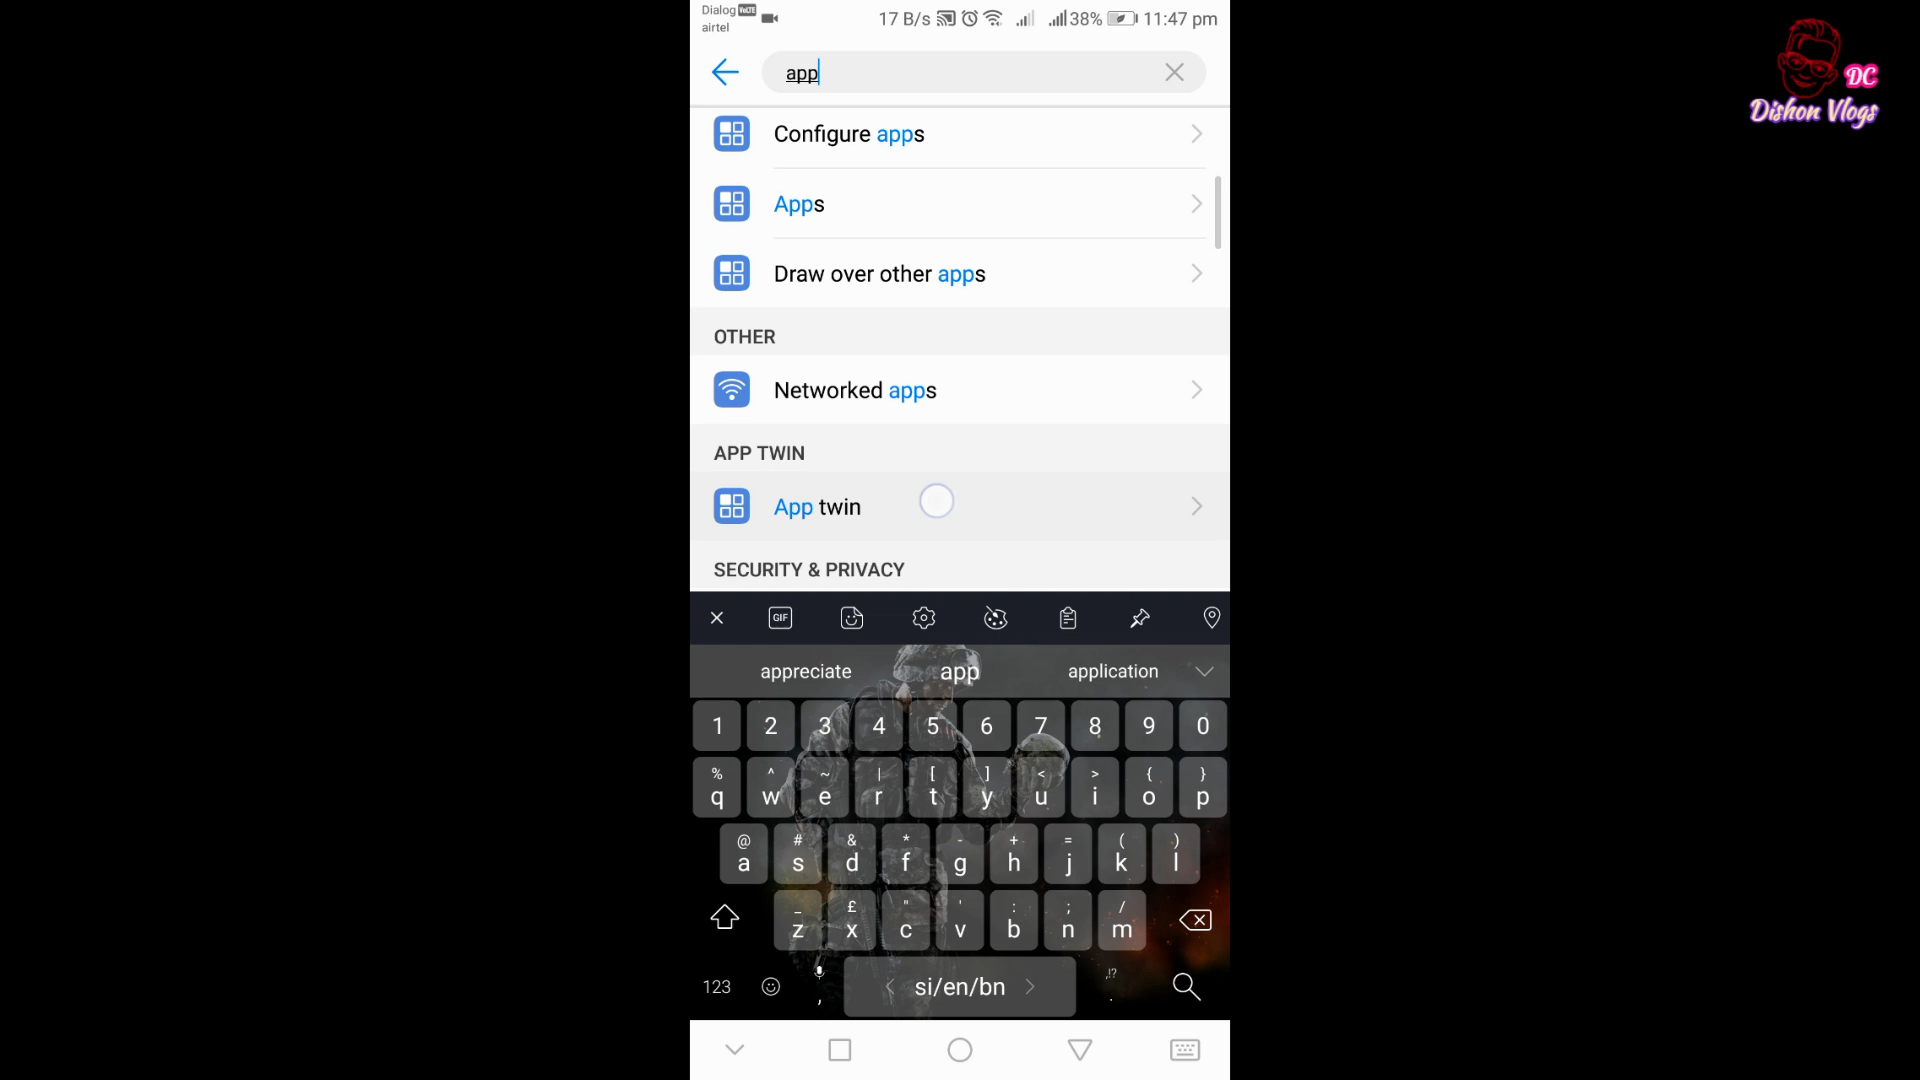 Dialog VoLTE
airtel
17 B/s 38% 11:47 pm
app
Configure apps
Apps
Draw over other apps
OTHER
Networked apps
APP TWIN
App twin
SECURITY & PRIVACY
GIF
appreciate app application
1 2 3 4 5 6 7 8 9 0
% ^ ~ | [ ] < > { }
q w e r t y u i o p
@ # & * - + = ( )
a s d f g h j k l
_ £ " ' : ; /
z x c v b n m
123 , < si/en/bn > ,!? .
DC
Dishon Vlogs